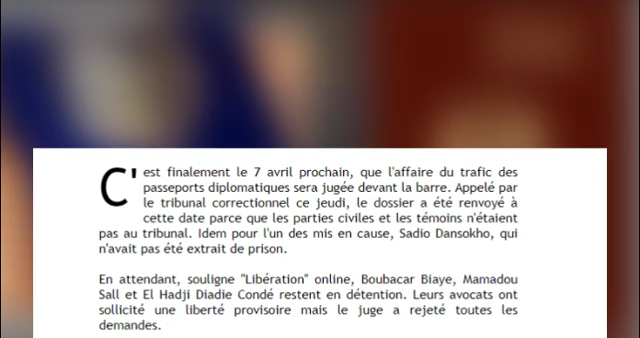 C'est finalement le 7 avril prochain, que l'affaire du trafic des
passeports diplomatiques sera jugée devant la barre. Appelé par
le tribunal correctionnel ce jeudi, le dossier a été renvoyé à
cette date parce que les parties civiles et les témoins n'étaient
pas au tribunal. Idem pour l'un des mis en cause, Sadio Dansokho, qui
n'avait pas été extrait de prison.
En attendant, souligne "Libération" online, Boubacar Biaye, Mamadou
Sall et El Hadji Diadie Condé restent en détention. Leurs avocats ont
sollicité une liberté provisoire mais le juge a rejeté toutes les
demandes.